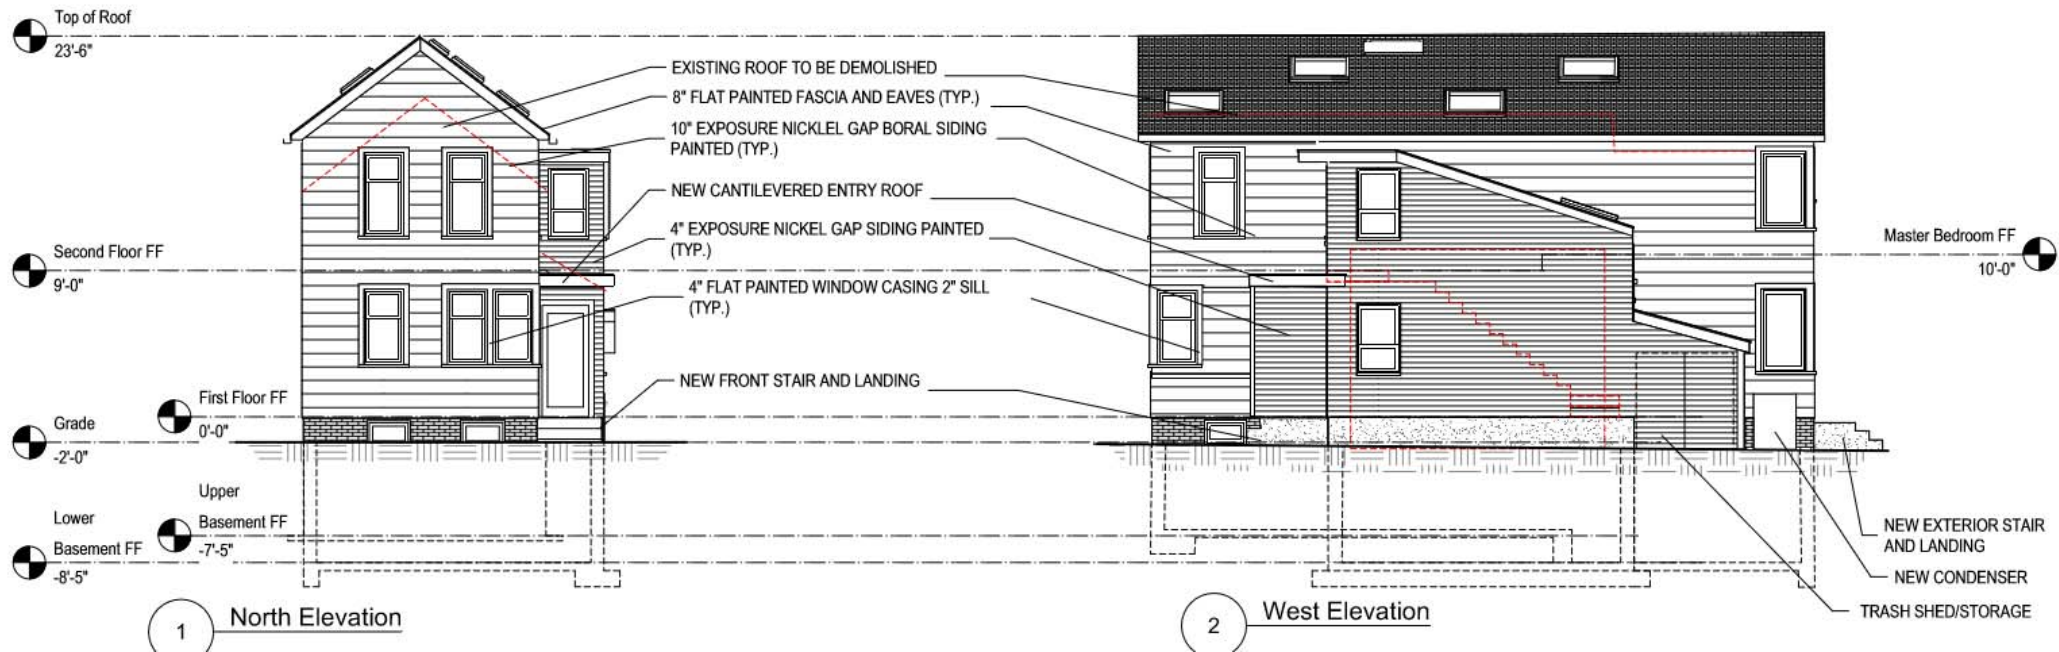 Top of Roof
23'-6"
EXISTING ROOF TO BE DEMOLISHED
8" FLAT PAINTED FASCIA AND EAVES (TYP.)
10" EXPOSURE NICKLEL GAP BORAL SIDING
PAINTED (TYP.)
NEW CANTILEVERED ENTRY ROOF
4" EXPOSURE NICKEL GAP SIDING PAINTED
(TYP.)
4" FLAT PAINTED WINDOW CASING 2" SILL
(TYP.)
NEW FRONT STAIR AND LANDING
Second Floor FF
9'-0"
Master Bedroom FF
10'-0"
First Floor FF
0'-0"
Grade
-2'-0"
Upper
Basement FF
-7'-5"
Lower
Basement FF
-8'-5"
NEW EXTERIOR STAIR
AND LANDING
NEW CONDENSER
TRASH SHED/STORAGE
1 North Elevation
2 West Elevation